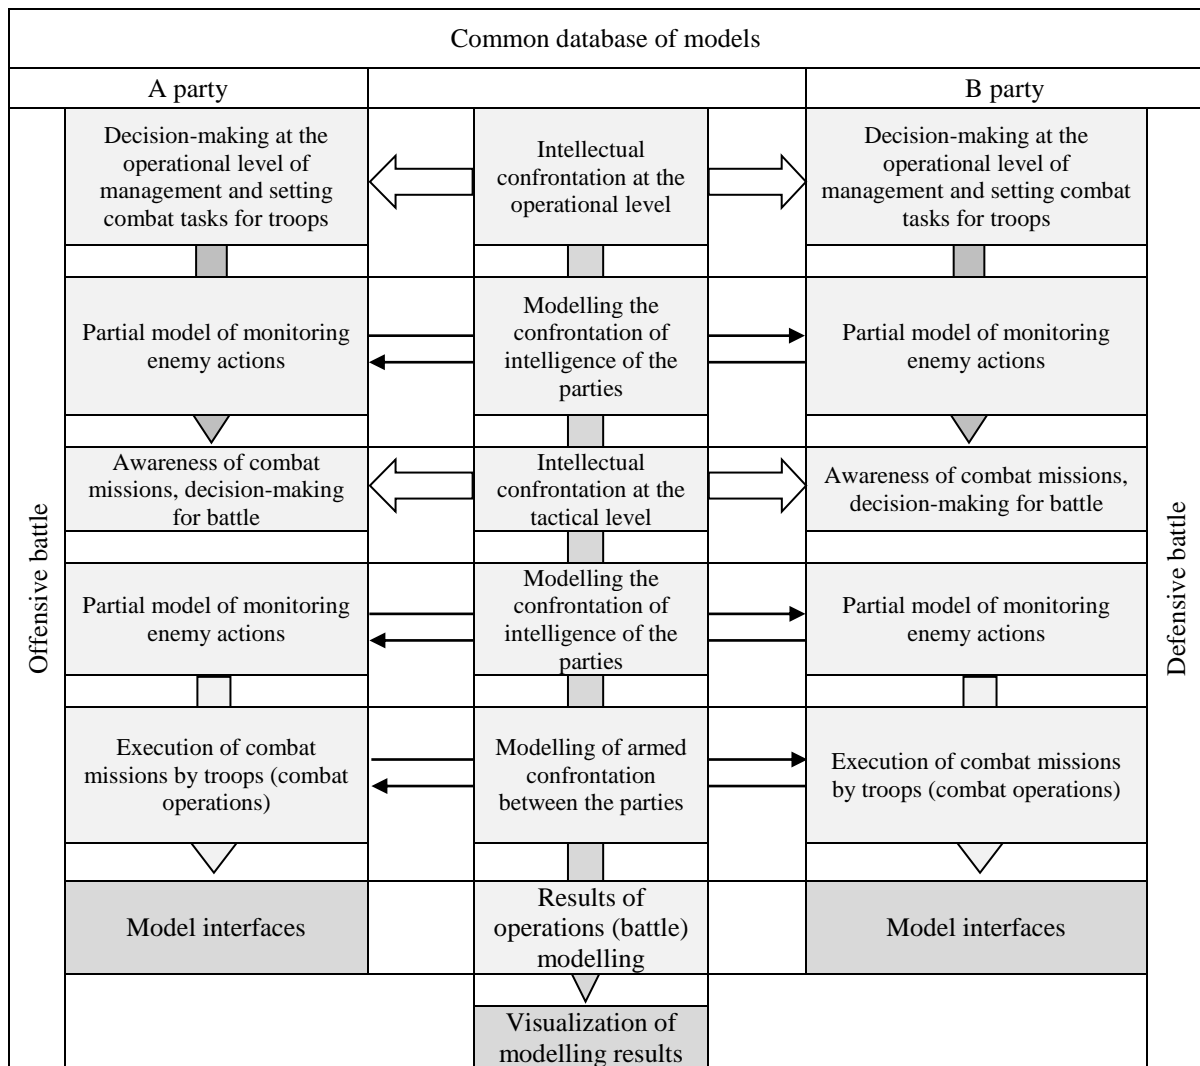 Common database of models
A party
B party
Offensive battle
Decision-making at the
operational level of
management and setting
combat tasks for troops
Intellectual
confrontation at the
operational level
Decision-making at the
operational level of
management and setting combat
tasks for troops
Defensive battle
Partial model of monitoring
enemy actions
Modelling the
confrontation of
intelligence of the
parties
Partial model of monitoring
enemy actions
Awareness of combat
missions, decision-making
for battle
Intellectual
confrontation at the
tactical level
Awareness of combat missions,
decision-making for battle
Partial model of monitoring
enemy actions
Modelling the
confrontation of
intelligence of the
parties
Partial model of monitoring
enemy actions
Execution of combat
missions by troops (combat
operations)
Modelling of armed
confrontation
between the parties
Execution of combat missions
by troops (combat operations)
Model interfaces
Results of
operations (battle)
modelling
Model interfaces
Visualization of
modelling results